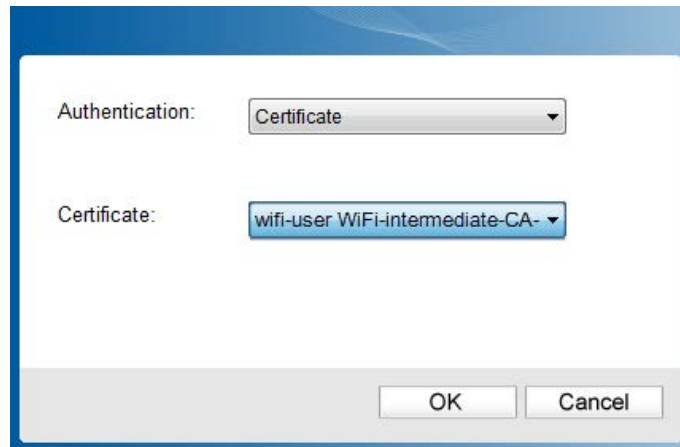 Authentication: Certificate
Certificate: wifi-user WiFi-intermediate-CA-
OK Cancel